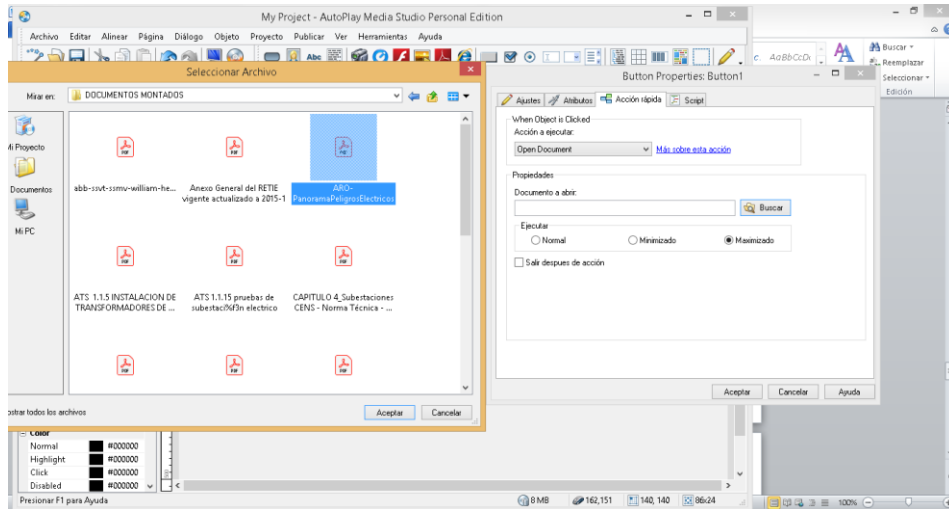 My Project - AutoPlay Media Studio Personal Edition
Archivo Editar Alinear Página Diálogo Objeto Proyecto Publicar Ver Herramientas Ayuda
Abc
AaBbCcDi
Buscar
Reemplazar
Seleccionar
Edición
Seleccionar Archivo
Mirar en: DOCUMENTOS MONTADOS
Mi Proyecto
Documentos
Mi PC
abb-ssvt-ssmv-william-he...
Anexo General del RETIE
vigente actualizado a 2015-1
ARO-
PanoramaPeligrosElectricos
ATS 1.1.5 INSTALACION DE
TRANSFORMADORES DE ...
ATS 1.1.15 pruebas de
subestaci%f3n electrico
CAPITULO 4_Subestaciones
CENS - Norma Técnica - ...
ostrar todos los archivos
Aceptar Cancelar
Button Properties: Button1
Ajustes Atributos Acción rápida Script
When Object is Clicked
Acción a ejecutar:
Open Document Más sobre esta acción
Propiedades
Documento a abrir:
Buscar
Ejecutar
Normal Minimizado Maximizado
Salir despues de acción
Aceptar Cancelar Ayuda
Color
Normal #000000
Highlight #000000
Click #000000
Disabled #000000
Presionar F1 para Ayuda
8 MB 162,151 140, 140 86x24
100%